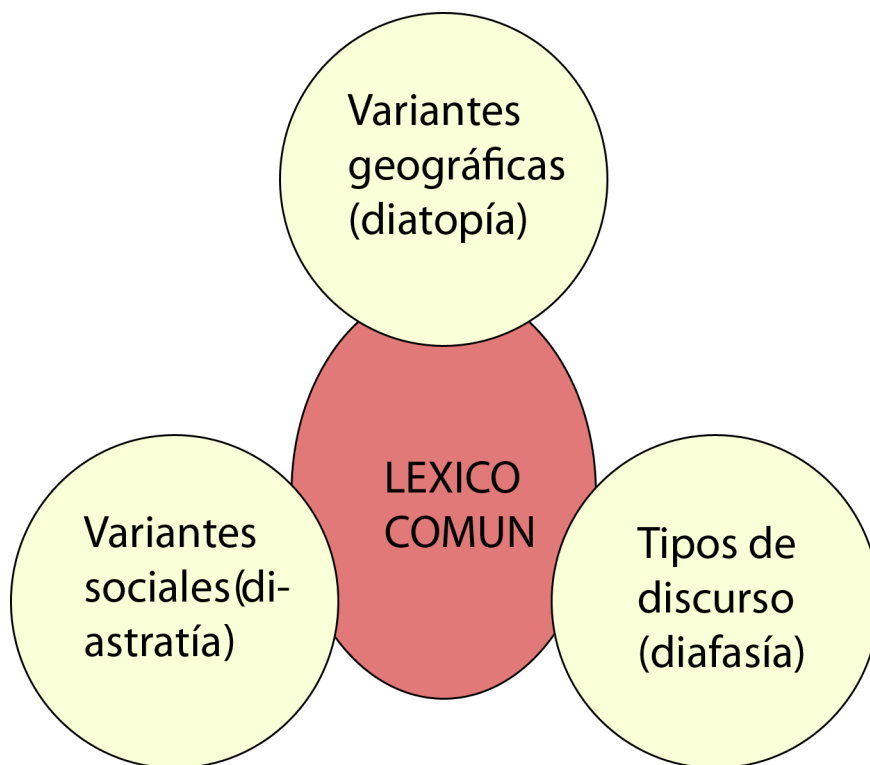 Variantes
geográficas
(diatopía)
LEXICO
COMUN
Variantes
sociales(di-
astratía)
Tipos de
discurso
(diafasía)